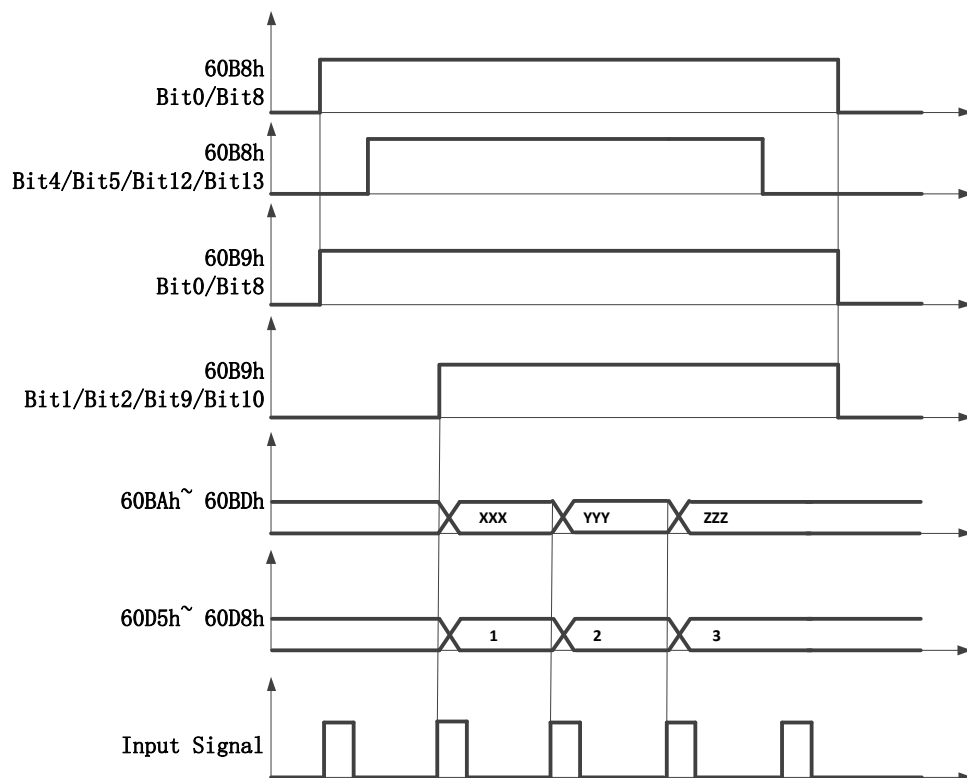 60B8h
Bit0/Bit8
60B8h
Bit4/Bit5/Bit12/Bit13
60B9h
Bit0/Bit8
60B9h
Bit1/Bit2/Bit9/Bit10
60BAh~ 60BDh
XXX YYY ZZZ
60D5h~ 60D8h
1 2 3
Input Signal